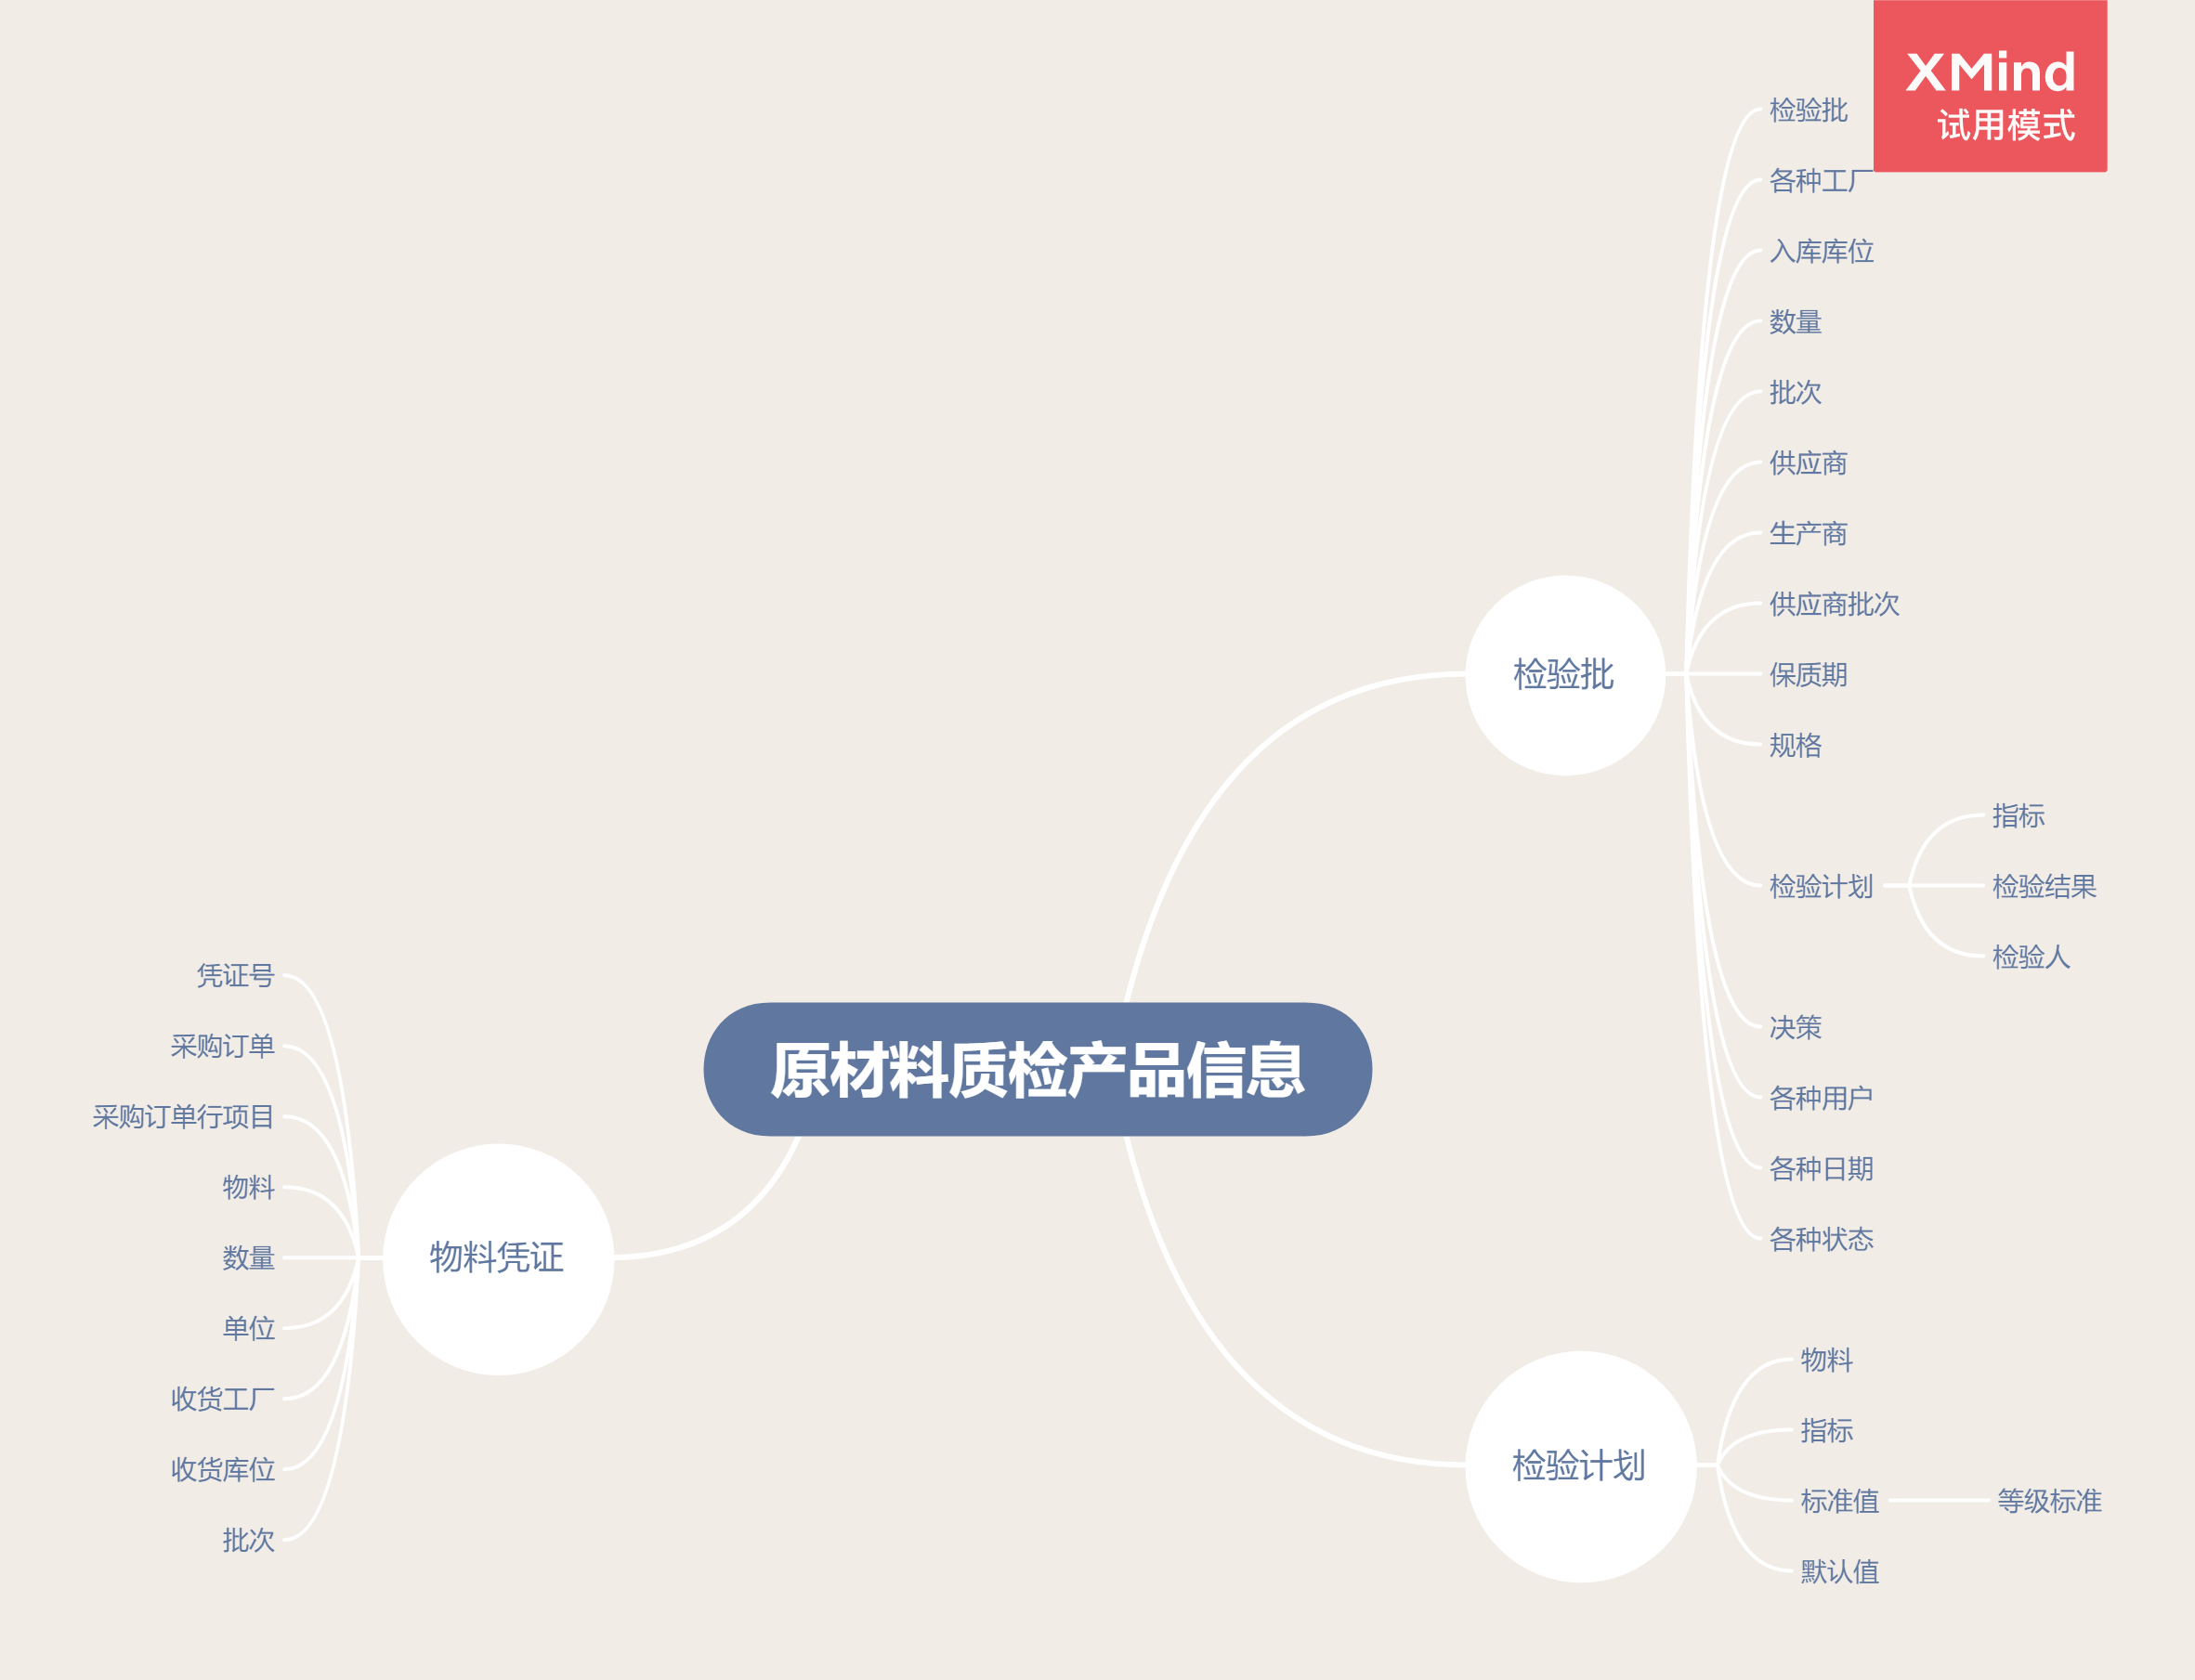 XMind
试用模式
原材料质检产品信息
检验批
检验批
各种工厂
入库库位
数量
批次
供应商
生产商
供应商批次
保质期
规格
检验计划
指标
检验结果
检验人
决策
各种用户
各种日期
各种状态
检验计划
物料
指标
标准值
等级标准
默认值
物料凭证
凭证号
采购订单
采购订单行项目
物料
数量
单位
收货工厂
收货库位
批次